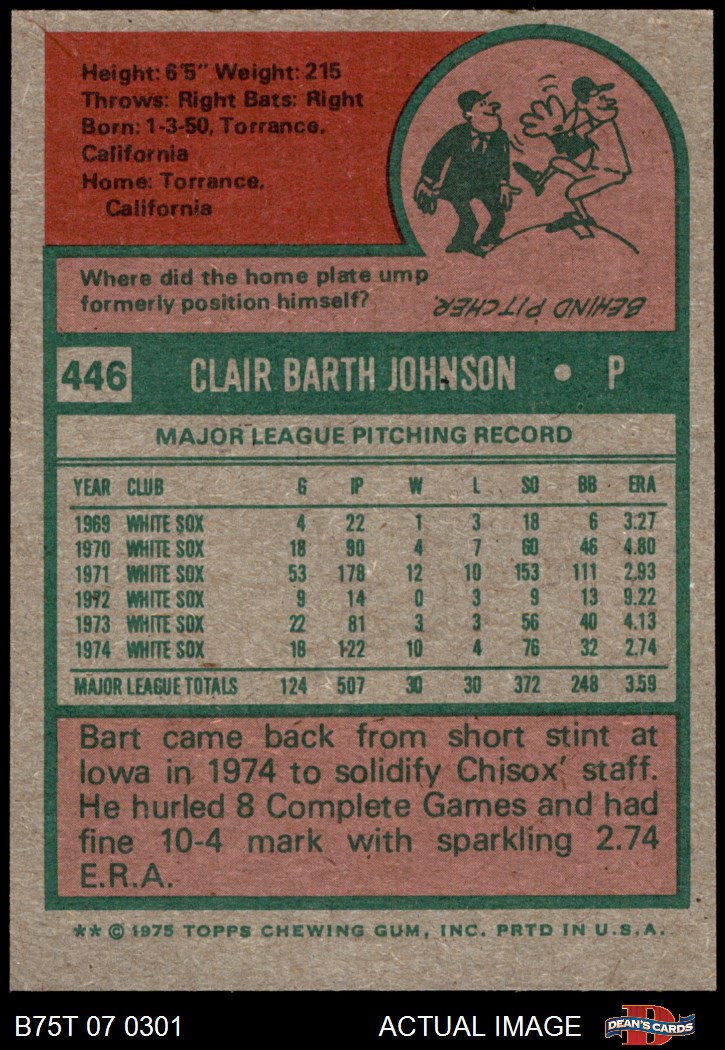 Height: 6'5" Weight: 215
Throws: Right Bats: Right
Born: 1-3-50, Torrance,
California
Home: Torrance,
California
Where did the home plate ump
formerly position himself?
BEHIND PITCHER.
446 CLAIR BARTH JOHNSON • P
MAJOR LEAGUE PITCHING RECORD
YEAR CLUB G IP W L SO BB ERA
1969 WHITE SOX 4 22 1 3 18 6 3.27
1970 WHITE SOX 18 90 4 7 60 46 4.80
1971 WHITE SOX 53 178 12 10 153 111 2.93
1972 WHITE SOX 9 14 0 3 9 13 9.22
1973 WHITE SOX 22 81 3 3 56 40 4.13
1974 WHITE SOX 18 122 10 4 76 32 2.74
MAJOR LEAGUE TOTALS 124 507 30 30 372 248 3.59
Bart came back from short stint at
Iowa in 1974 to solidify Chisox' staff.
He hurled 8 Complete Games and had
fine 10-4 mark with sparkling 2.74
E.R.A.
** © 1975 TOPPS CHEWING GUM, INC. PRTD IN U.S.A.
B75T 07 0301 ACTUAL IMAGE D DEAN'S CARDS